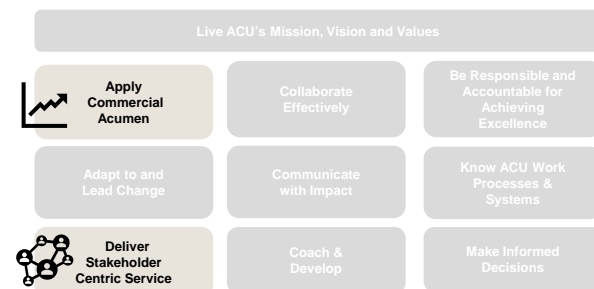 Live ACU's Mission, Vision and Values
Apply
Commercial
Acumen
Collaborate
Effectively
Be Responsible and
Accountable for
Achieving
Excellence
Adapt to and
Lead Change
Communicate
with Impact
Know ACU Work
Processes &
Systems
Deliver
Stakeholder
Centric Service
Coach &
Develop
Make Informed
Decisions